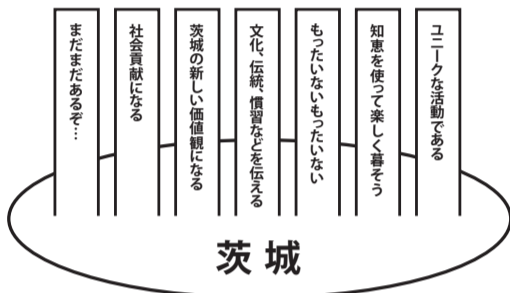 ユニークな活動である
知恵を使って楽しく暮そう
もったいないもったいない
文化、伝統、慣習などを伝える
茨城の新しい価値観になる
社会貢献になる
まだまだあるぞ…
茨城